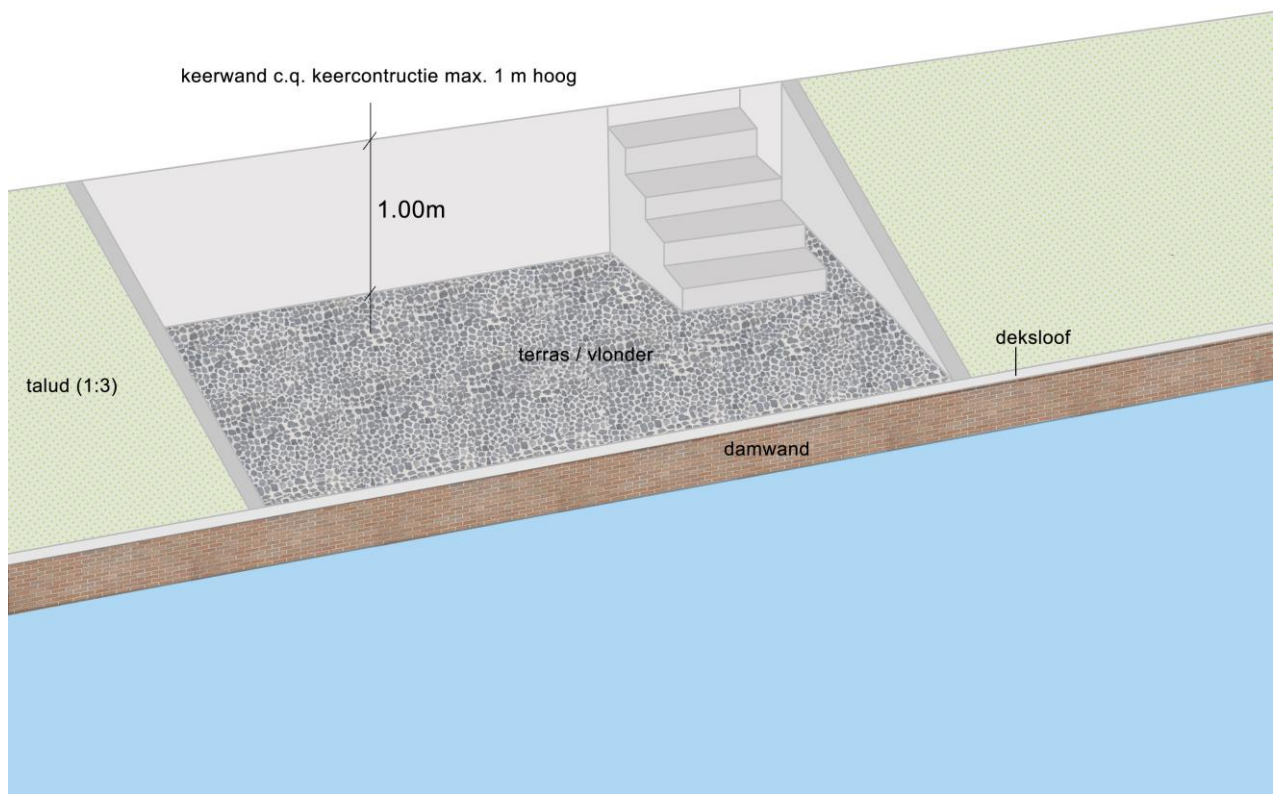 keerwand c.q. keercontructie max. 1 m hoog
1.00m
deksloof
terras / vlonder
talud (1:3)
damwand